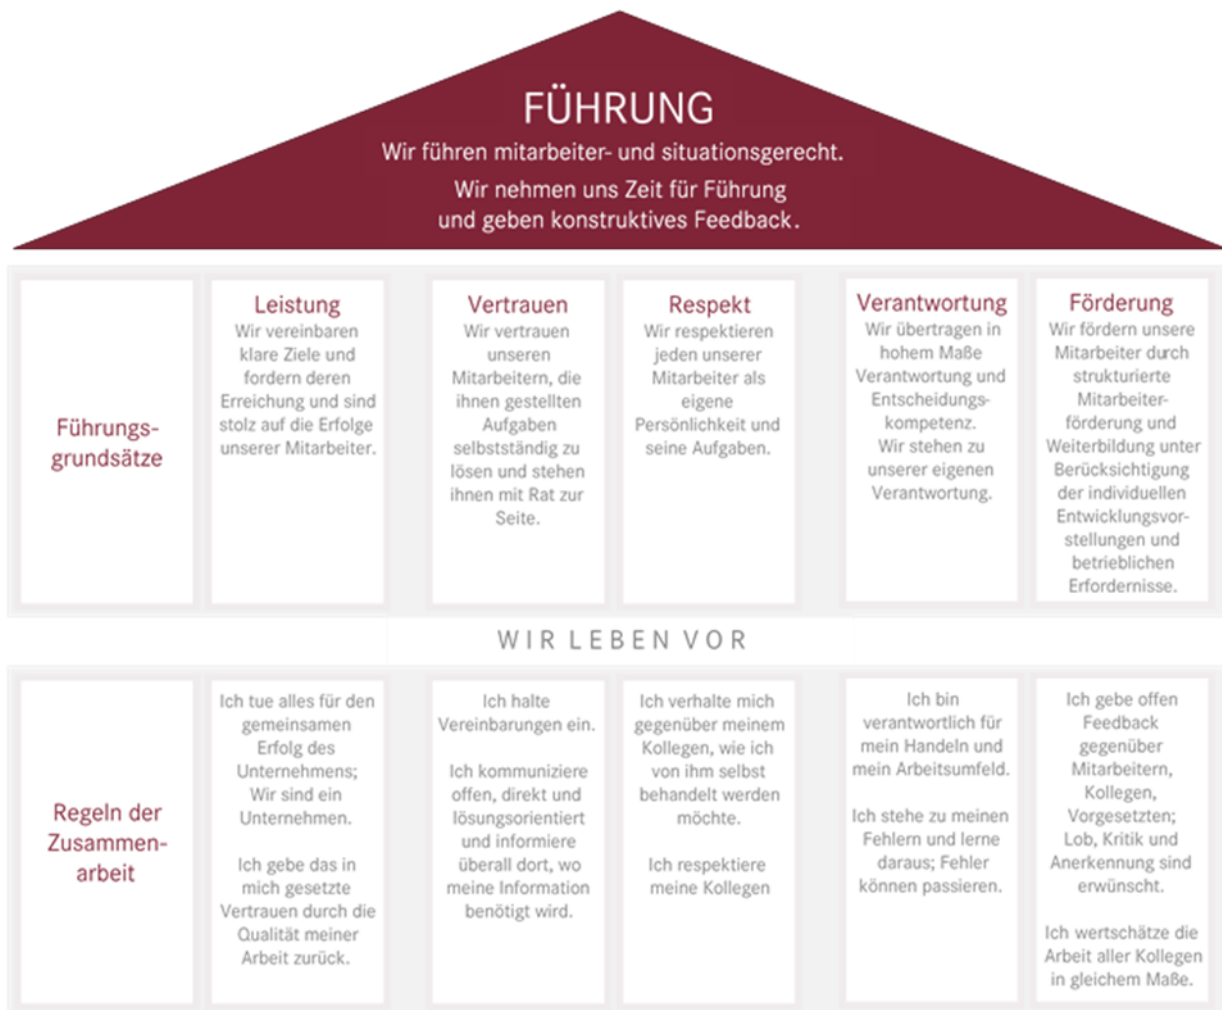 FÜHRUNG
Wir führen mitarbeiter- und situationsgerecht.
Wir nehmen uns Zeit für Führung
und geben konstruktives Feedback.
Führungs-
grundsätze
Leistung
Wir vereinbaren
klare Ziele und
fordern deren
Erreichung und sind
stolz auf die Erfolge
unserer Mitarbeiter.
Vertrauen
Wir vertrauen
unseren
Mitarbeitern, die
ihnen gestellten
Aufgaben
selbstständig zu
lösen und stehen
ihnen mit Rat zur
Seite.
Respekt
Wir respektieren
jeden unserer
Mitarbeiter als
eigene
Persönlichkeit und
seine Aufgaben.
Verantwortung
Wir übertragen in
hohem Maße
Verantwortung und
Entscheidungs-
kompetenz.
Wir stehen zu
unserer eigenen
Verantwortung.
Förderung
Wir fördern unsere
Mitarbeiter durch
strukturierte
Mitarbeiter-
förderung und
Weiterbildung unter
Berücksichtigung
der individuellen
Entwicklungsvor-
stellungen und
betrieblichen
Erfordernisse.
WIR LEBEN VOR
Regeln der
Zusammen-
arbeit
Ich tue alles für den
gemeinsamen
Erfolg des
Unternehmens;
Wir sind ein
Unternehmen.
Ich gebe das in
mich gesetzte
Vertrauen durch die
Qualität meiner
Arbeit zurück.
Ich halte
Vereinbarungen ein.
Ich kommuniziere
offen, direkt und
lösungsorientiert
und informiere
überall dort, wo
meine Information
benötigt wird.
Ich verhalte mich
gegenüber meinem
Kollegen, wie ich
von ihm selbst
behandelt werden
möchte.
Ich respektiere
meine Kollegen
Ich bin
verantwortlich für
mein Handeln und
mein Arbeitsumfeld.
Ich stehe zu meinen
Fehlern und lerne
daraus; Fehler
können passieren.
Ich gebe offen
Feedback
gegenüber
Mitarbeitern,
Kollegen,
Vorgesetzten;
Lob, Kritik und
Anerkennung sind
erwünscht.
Ich wertschätze die
Arbeit aller Kollegen
in gleichem Maße.